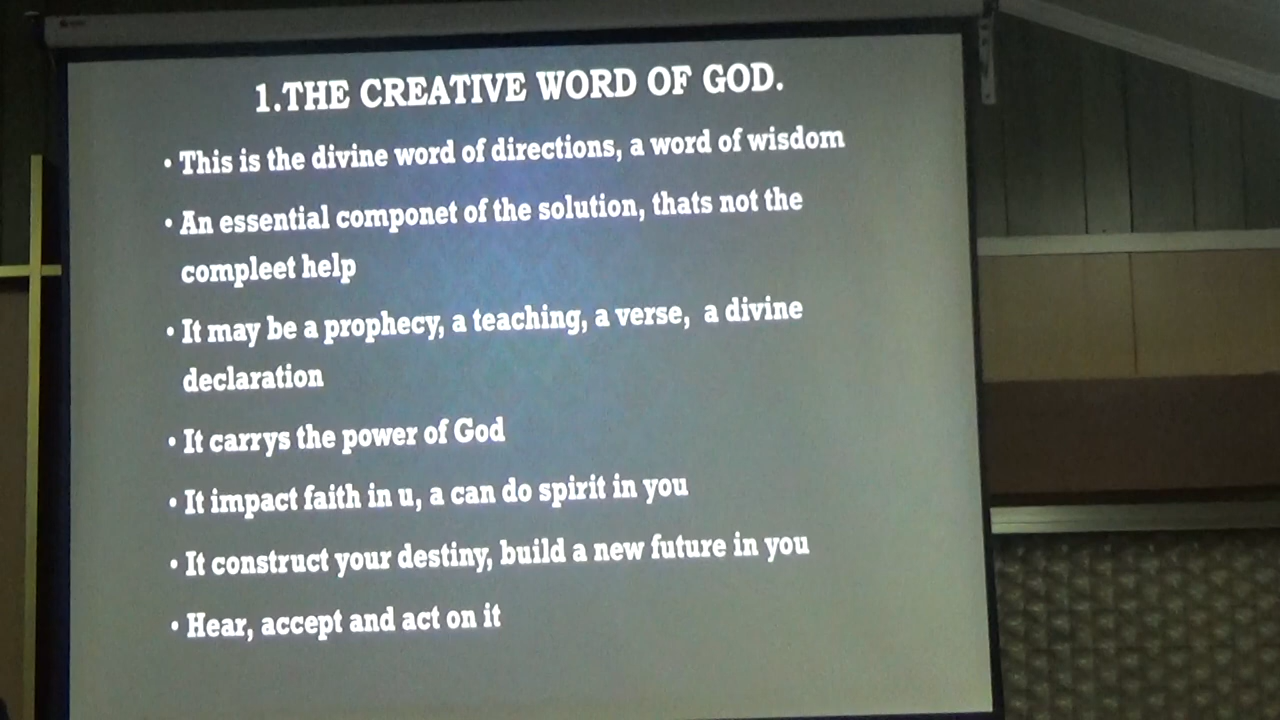 1.THE CREATIVE WORD OF GOD.
• This is the divine word of directions, a word of wisdom
• An essential componet of the solution, thats not the
compleet help
• It may be a prophecy, a teaching, a verse, a divine
declaration
• It carrys the power of God
• It impact faith in u, a can do spirit in you
• It construct your destiny, build a new future in you
• Hear, accept and act on it